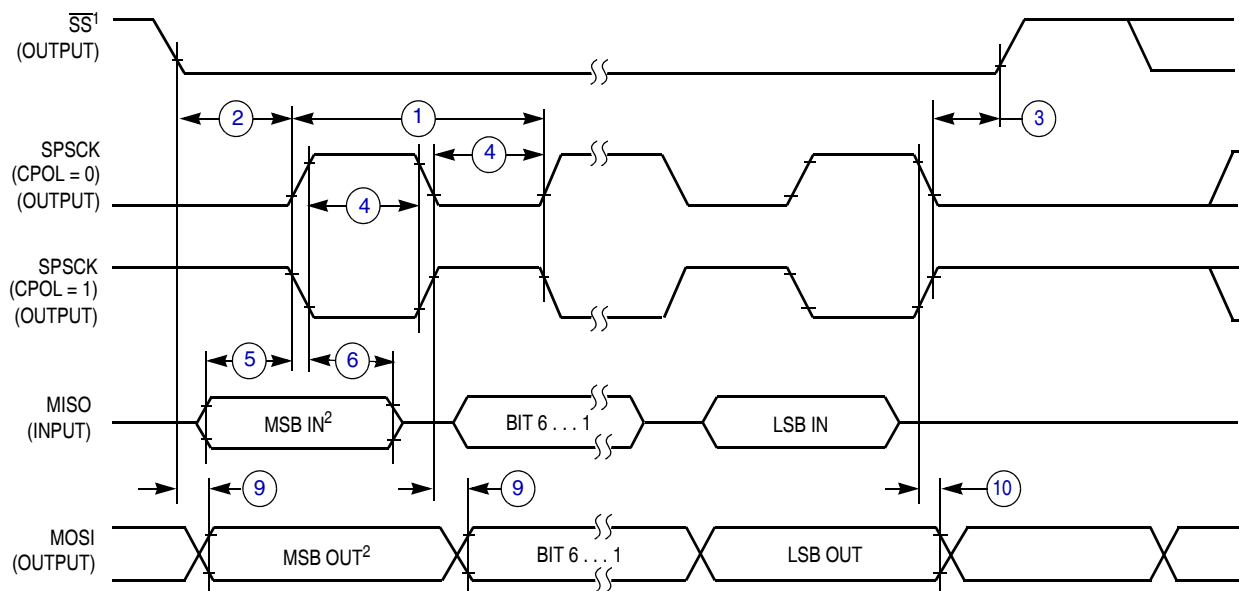 SS¹
(OUTPUT)
2
1
3
SPSCK
(CPOL = 0)
(OUTPUT)
4
4
SPSCK
(CPOL = 1)
(OUTPUT)
5
6
MISO
(INPUT)
MSB IN²
BIT 6 . . . 1
LSB IN
9
9
10
MOSI
(OUTPUT)
MSB OUT²
BIT 6 . . . 1
LSB OUT